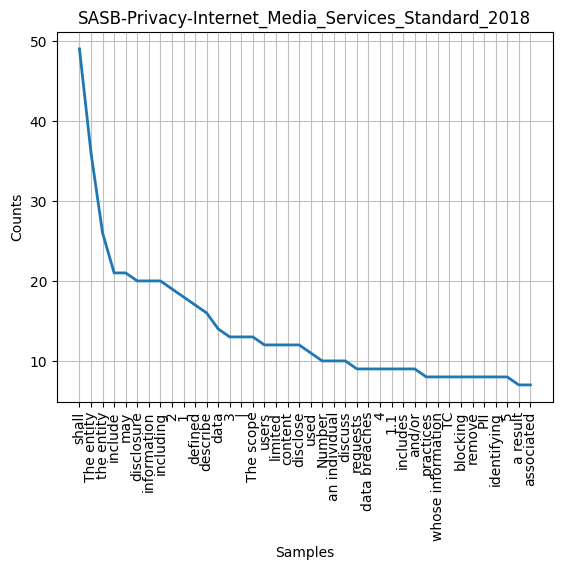 SASB-Privacy-Internet_Media_Services_Standard_2018
50
40
30
20
10
Counts
shall
The entity
the entity
include
may
disclosure
information
including
2
1
defined
describe
data
3
I
The scope
users
limited
content
disclose
used
Number
an individual
discuss
requests
data breaches
4
1.1
includes
and/or
practices
whose information
TC
blocking
remove
PII
identifying
5
a result
associated
Samples